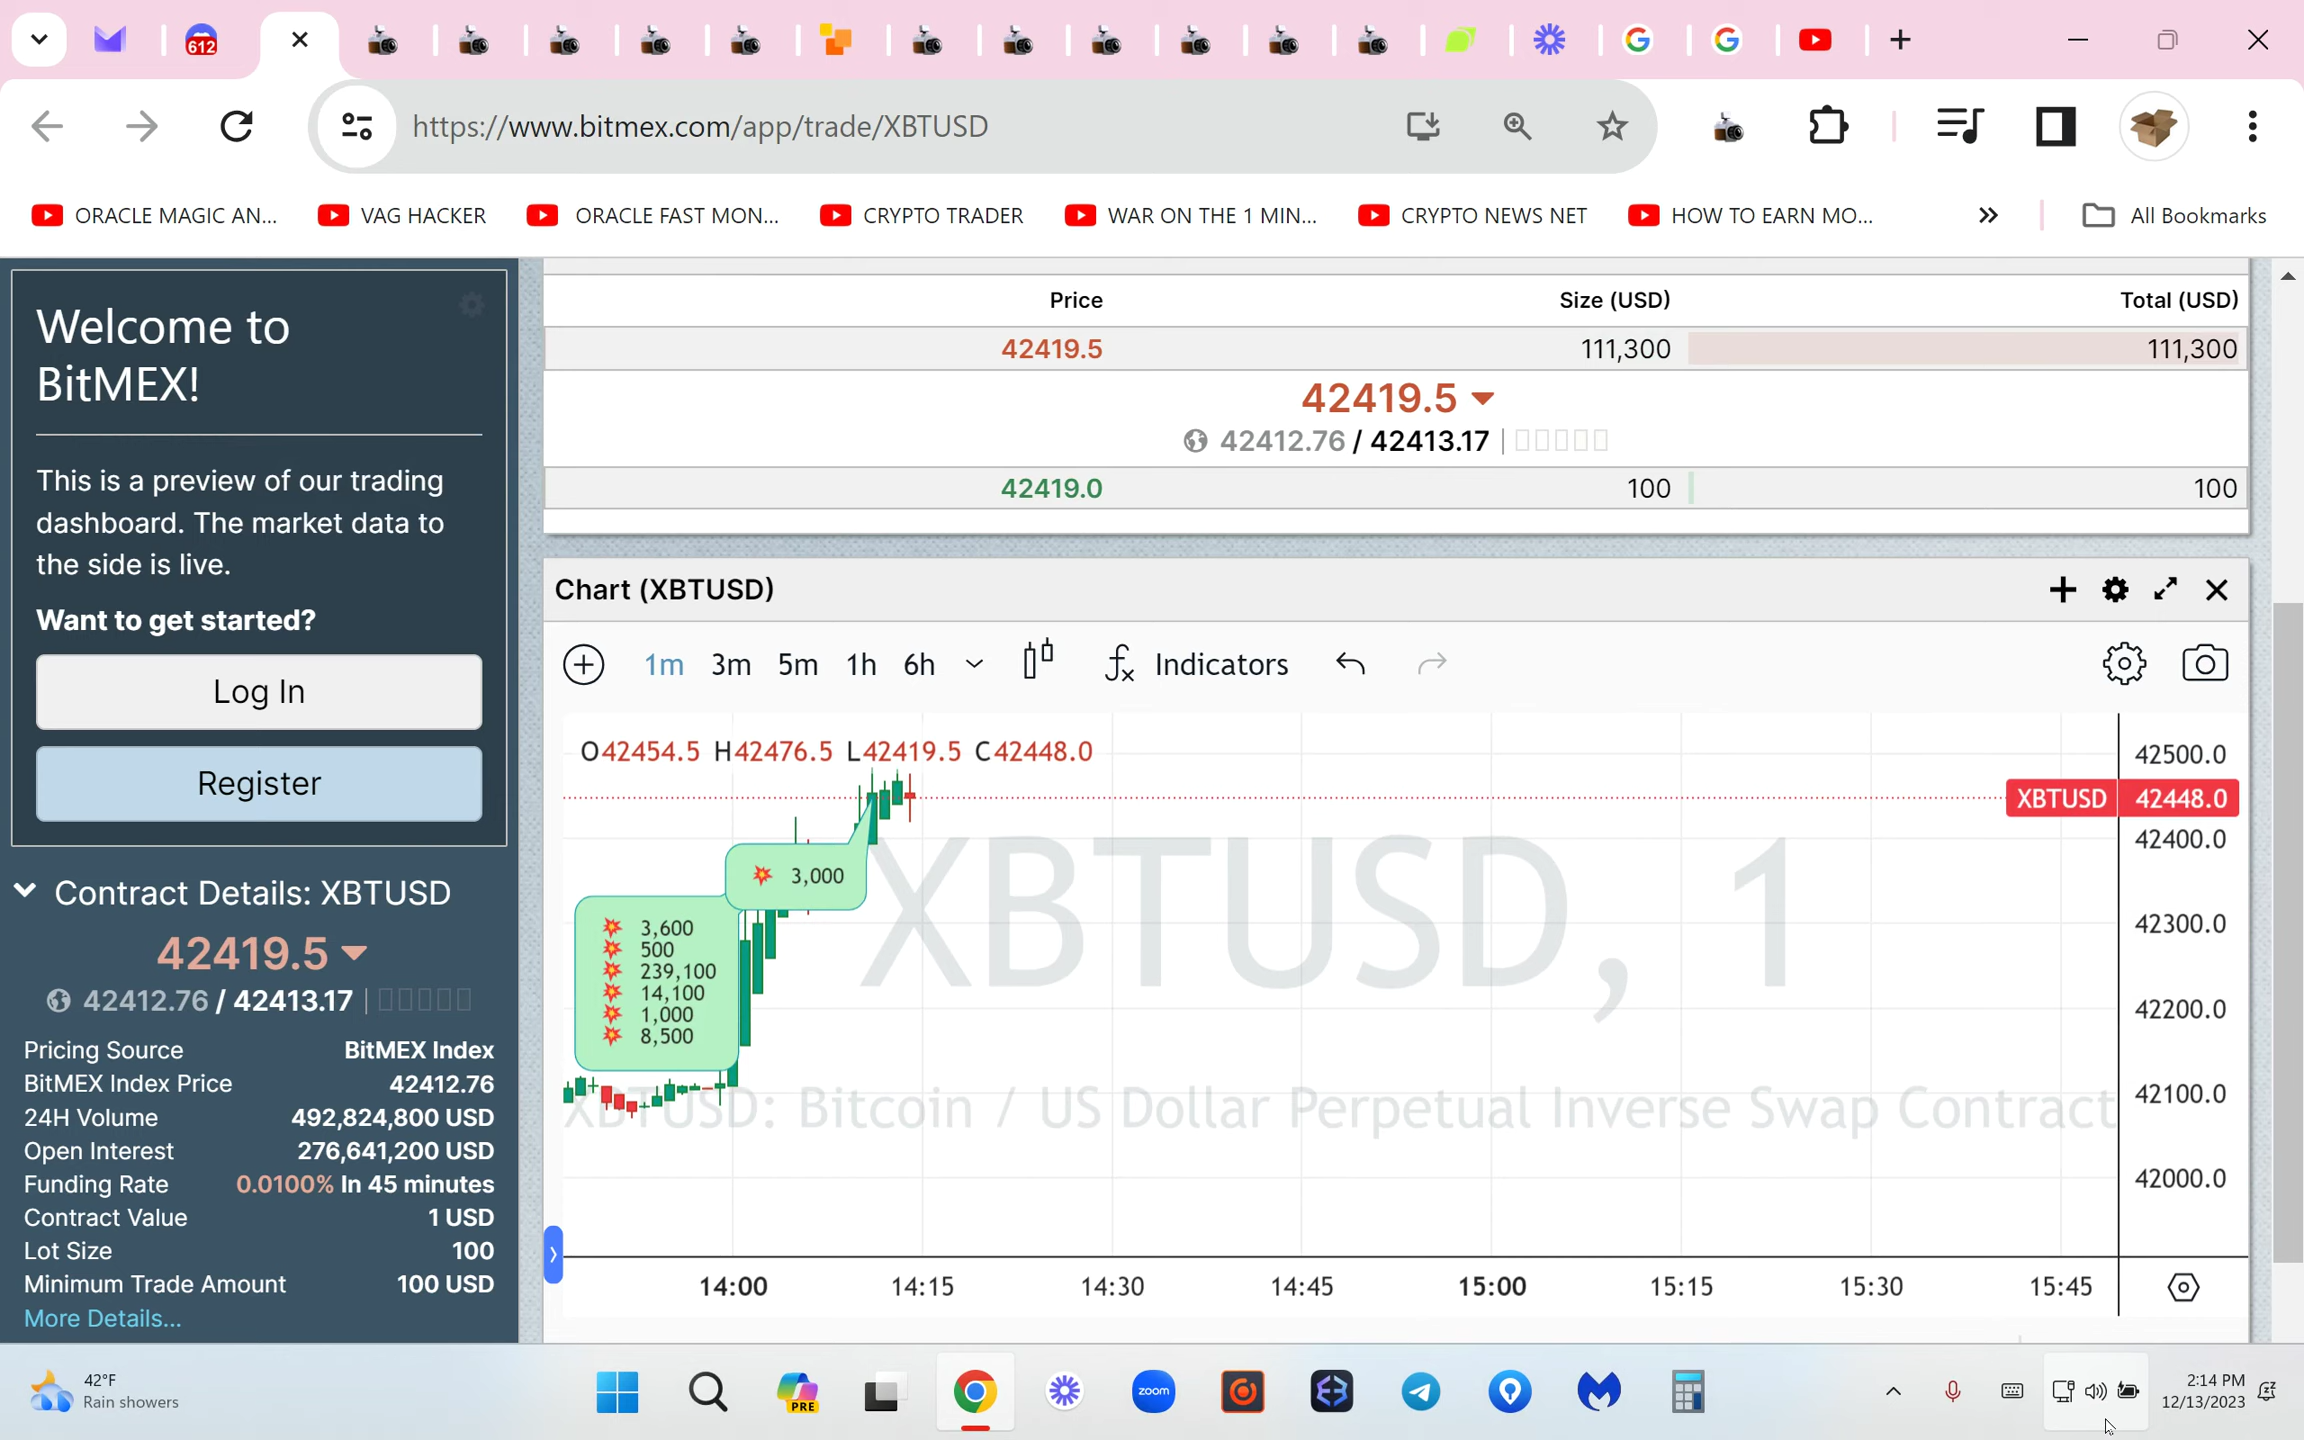 612
https://www.bitmex.com/app/trade/XBTUSD
ORACLE MAGIC AN...
VAG HACKER
ORACLE FAST MON...
CRYPTO TRADER
WAR ON THE 1 MIN...
CRYPTO NEWS NET
HOW TO EARN MO...
All Bookmarks
Welcome to
BitMEX!
This is a preview of our trading
dashboard. The market data to
the side is live.
Want to get started?
Log In
Register
Contract Details: XBTUSD
42419.5
42412.76 / 42413.17
Pricing Source BitMEX Index
BitMEX Index Price 42412.76
24H Volume 492,824,800 USD
Open Interest 276,641,200 USD
Funding Rate 0.0100% In 45 minutes
Contract Value 1 USD
Lot Size 100
Minimum Trade Amount 100 USD
More Details...
Price Size (USD) Total (USD)
42419.5 111,300 111,300
42419.5
42412.76 / 42413.17
42419.0 100 100
Chart (XBTUSD)
1m 3m 5m 1h 6h fx Indicators
O42454.5 H42476.5 L42419.5 C42448.0
42500.0
XBTUSD 42448.0
42400.0
42300.0
42200.0
42100.0
42000.0
3,000
3,600
500
239,100
14,100
1,000
8,500
XBTUSD, 1
XBTUSD: Bitcoin / US Dollar Perpetual Inverse Swap Contract
14:00 14:15 14:30 14:45 15:00 15:15 15:30 15:45
42°F
Rain showers
PRE
zoom
2:14 PM
12/13/2023